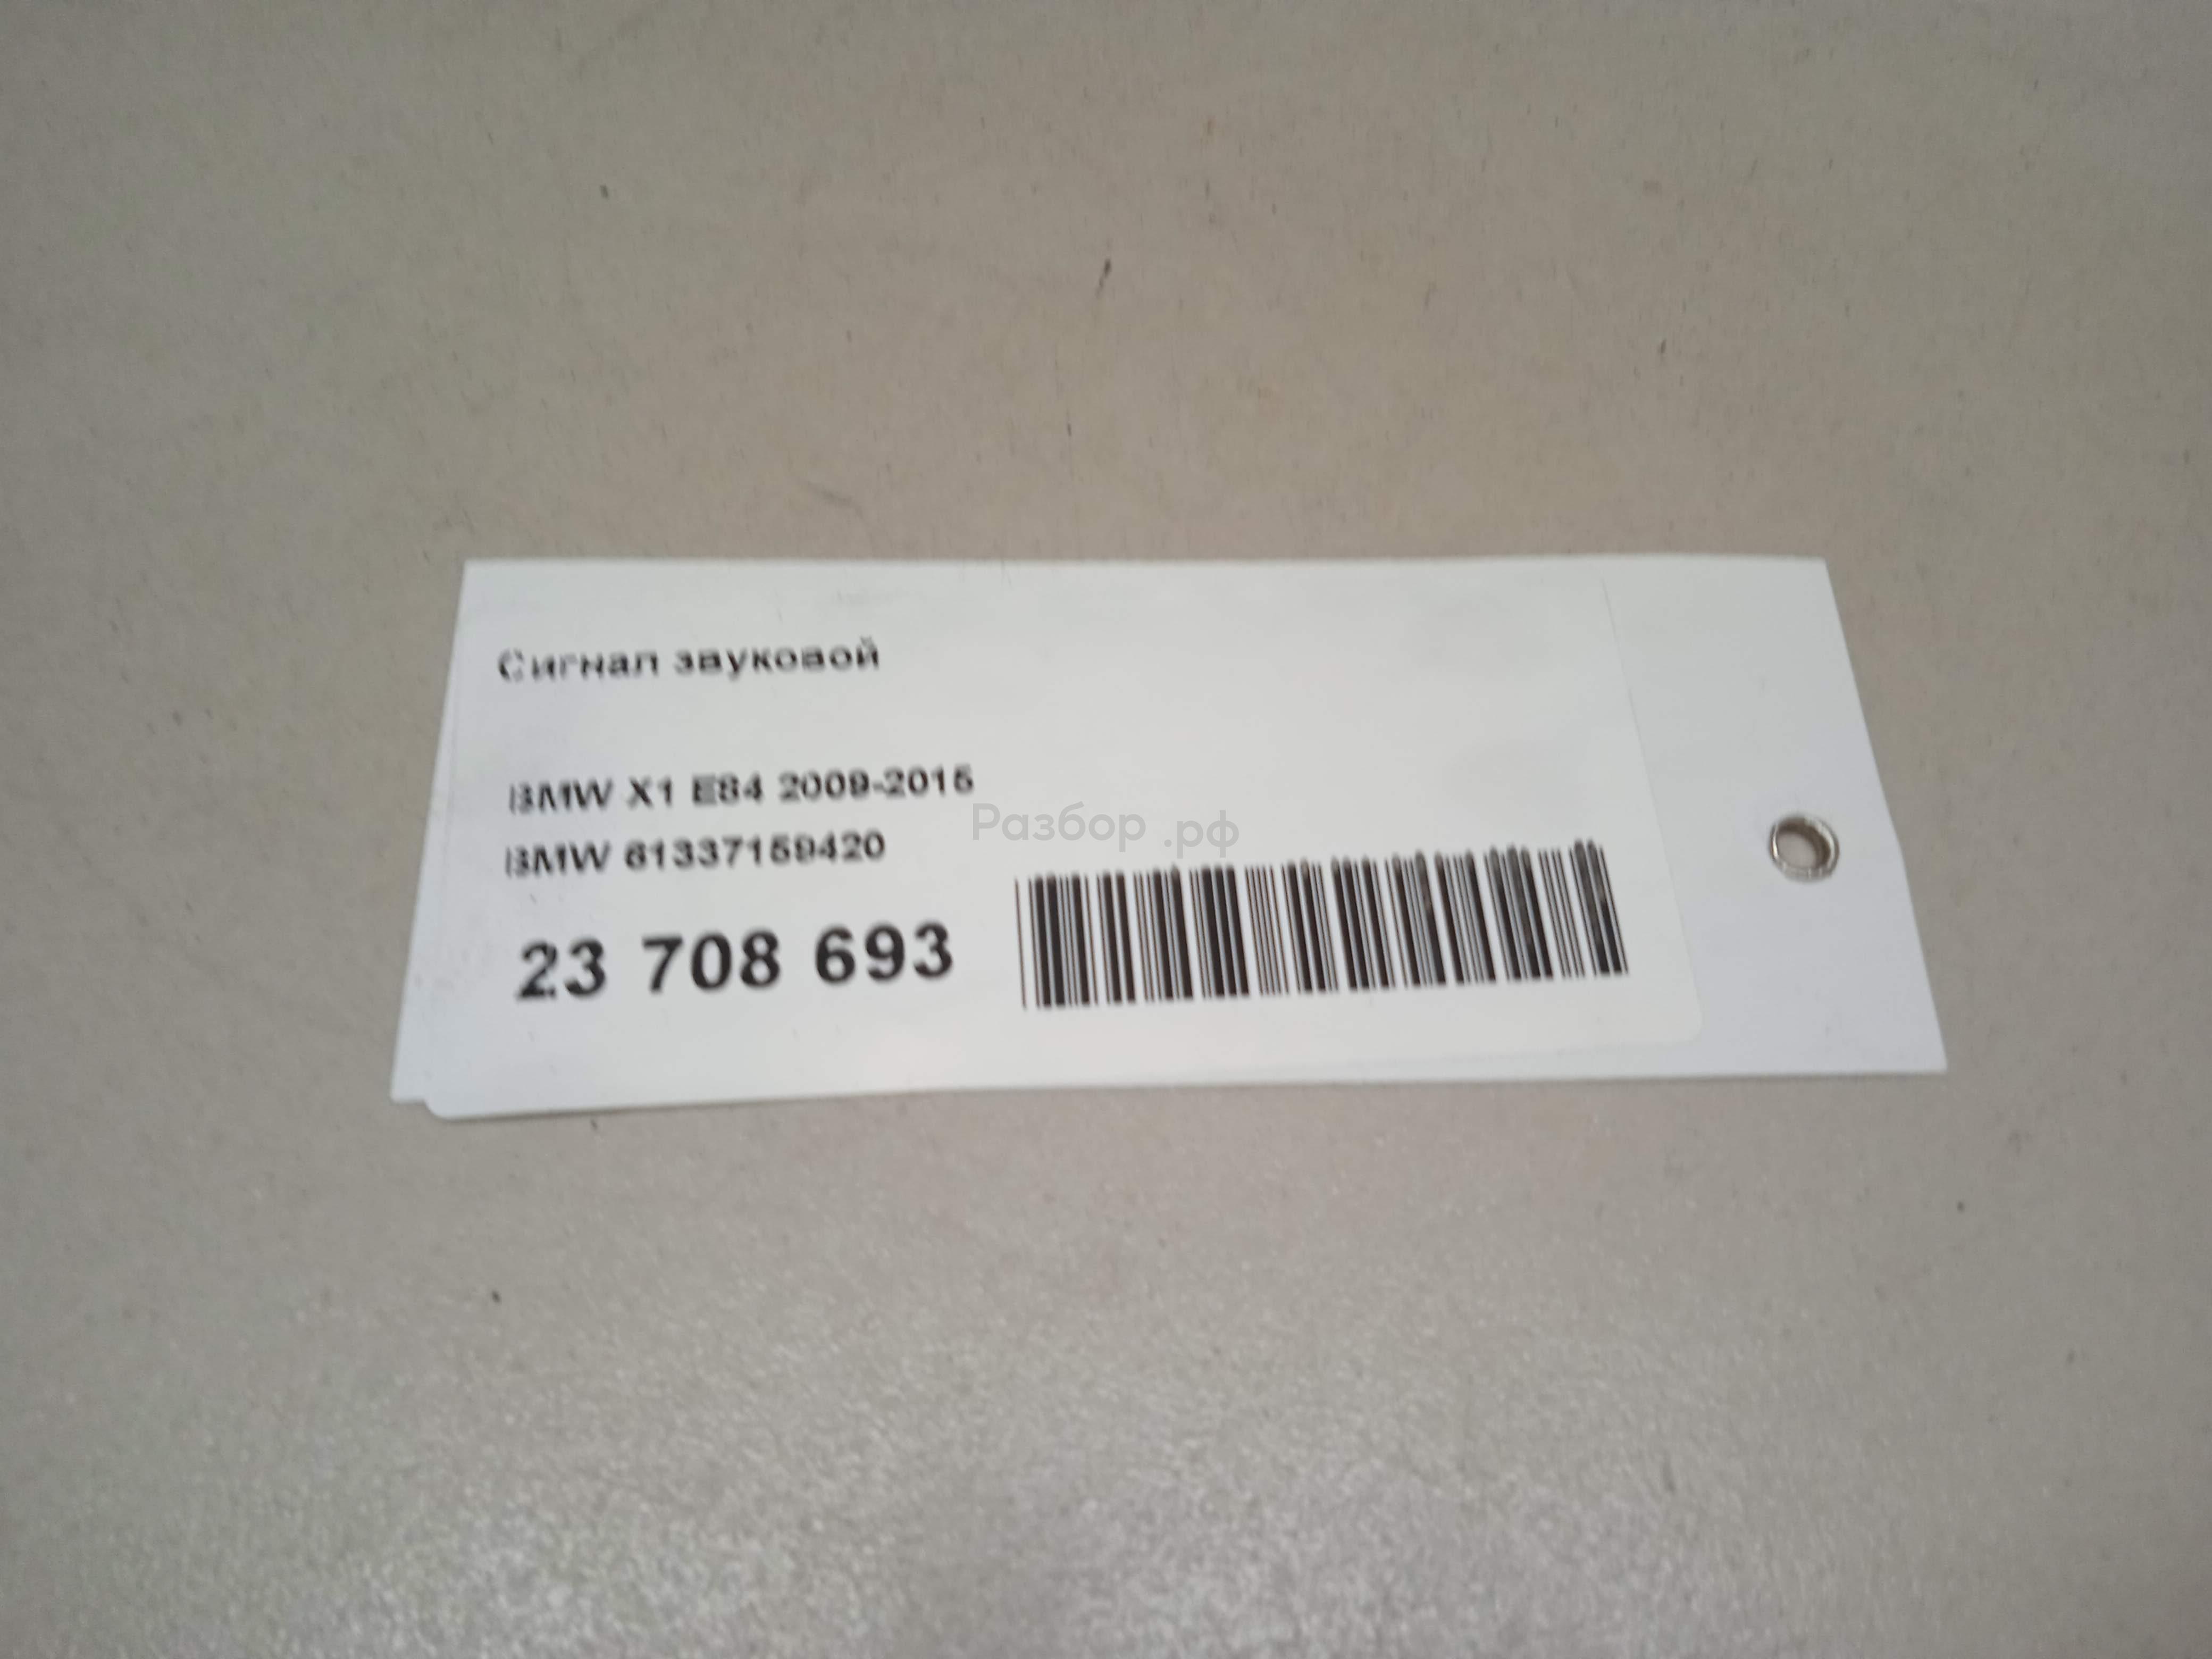 Сигнал звуковой
BMW X1 E84 2009-2015
BMW 61337159420
23 708 693
Разбор .рф